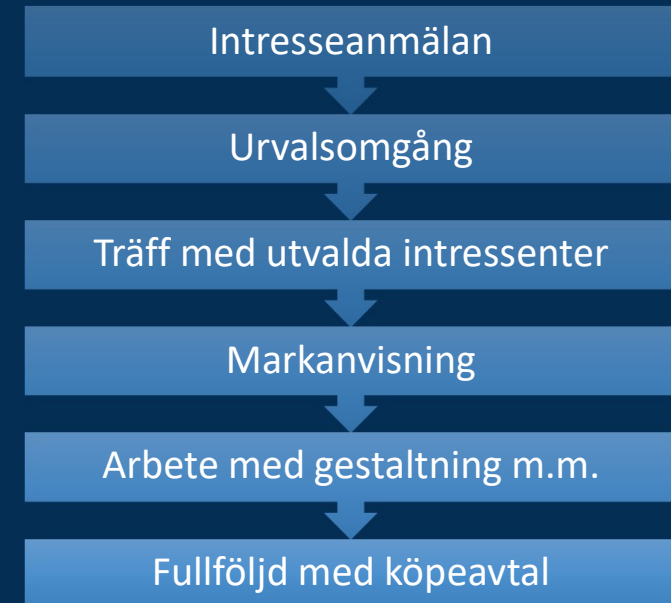 Intresseanmälan
Urvalsomgång
Träff med utvalda intressenter
Markanvisning
Arbete med gestaltning m.m.
Fullföljd med köpeavtal